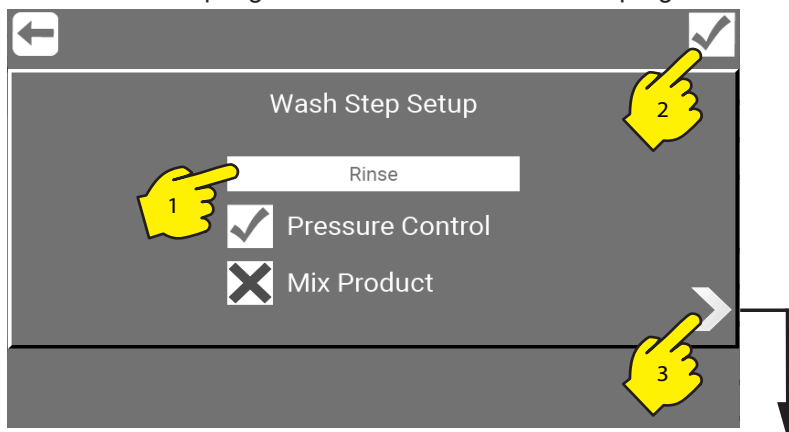 Wash Step Setup
2
Rinse
1
Pressure Control
Mix Product
3